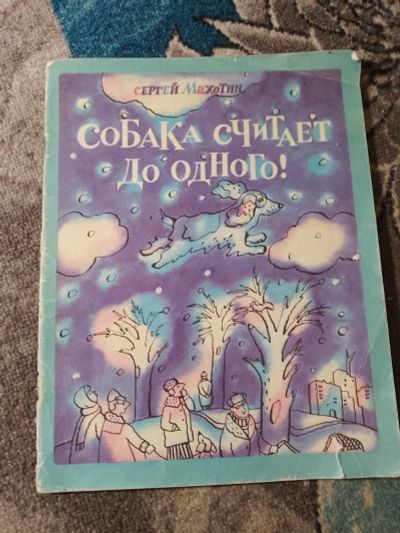 СЕРГЕЙ МАХОТИН
СОБАКА СЧИТАЕТ
ДО ОДНОГО!